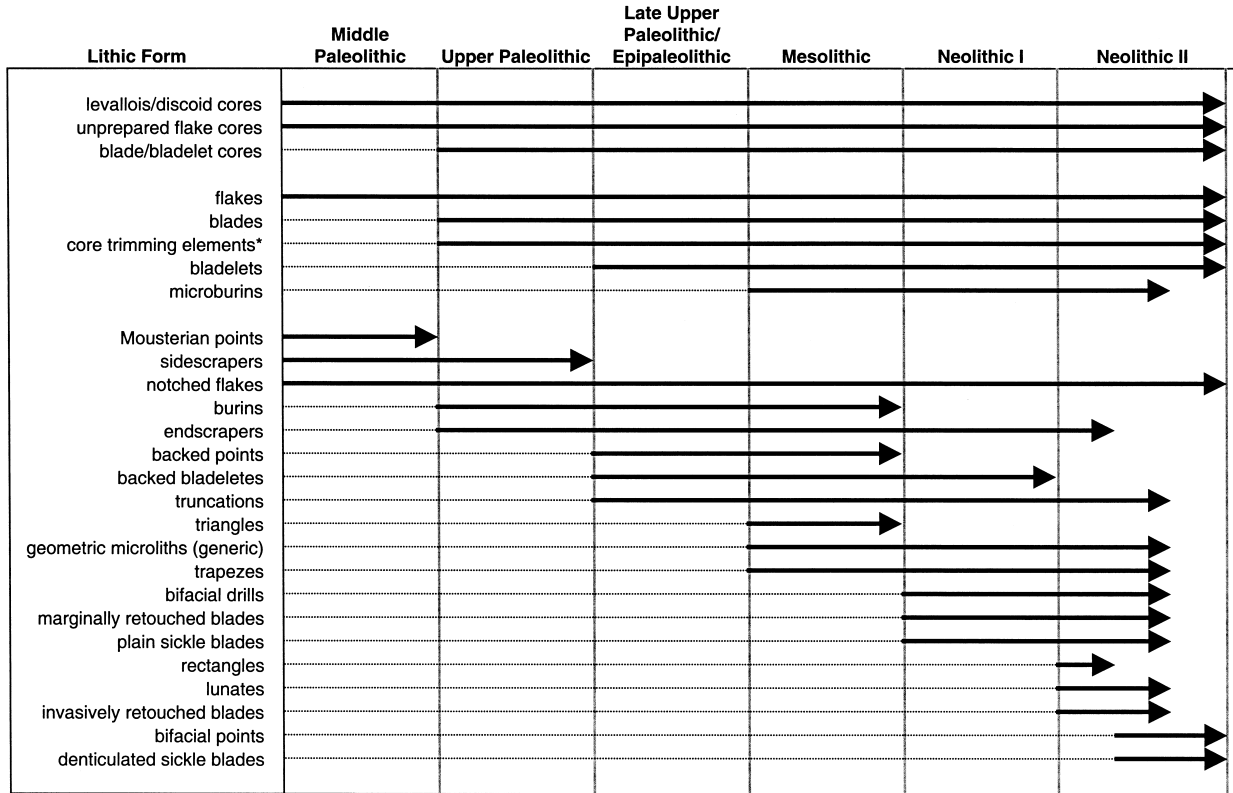 Lithic Form
Middle
Paleolithic
Upper Paleolithic
Late Upper
Paleolithic/
Epipaleolithic
Mesolithic
Neolithic I
Neolithic II
levallois/discoid cores
unprepared flake cores
blade/bladelet cores
flakes
blades
core trimming elements*
bladelets
microburins
Mousterian points
sidescrapers
notched flakes
burins
endscrapers
backed points
backed bladeletes
truncations
triangles
geometric microliths (generic)
trapezes
bifacial drills
marginally retouched blades
plain sickle blades
rectangles
lunates
invasively retouched blades
bifacial points
denticulated sickle blades